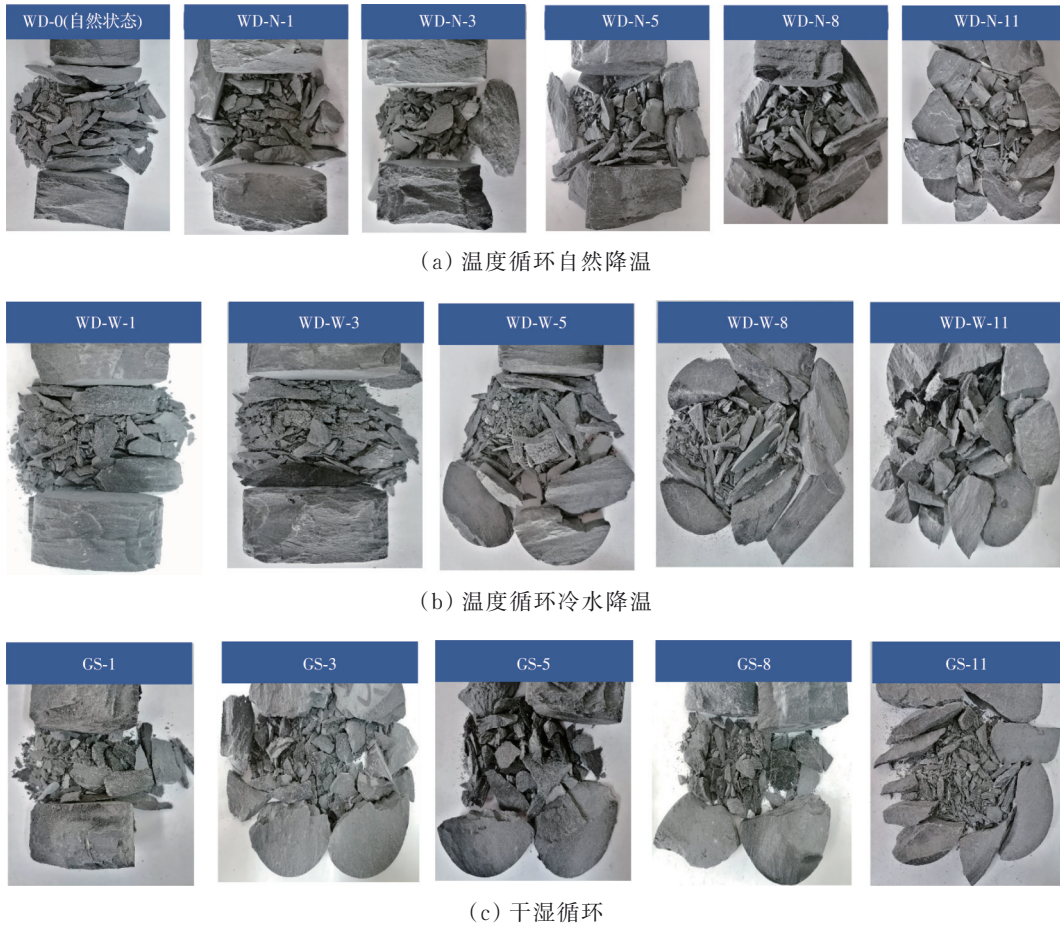 WD-0(自然状态) WD-N-1 WD-N-3 WD-N-5 WD-N-8 WD-N-11
(a) 温度循环自然降温
WD-W-1 WD-W-3 WD-W-5 WD-W-8 WD-W-11
(b) 温度循环冷水降温
GS-1 GS-3 GS-5 GS-8 GS-11
(c) 干湿循环